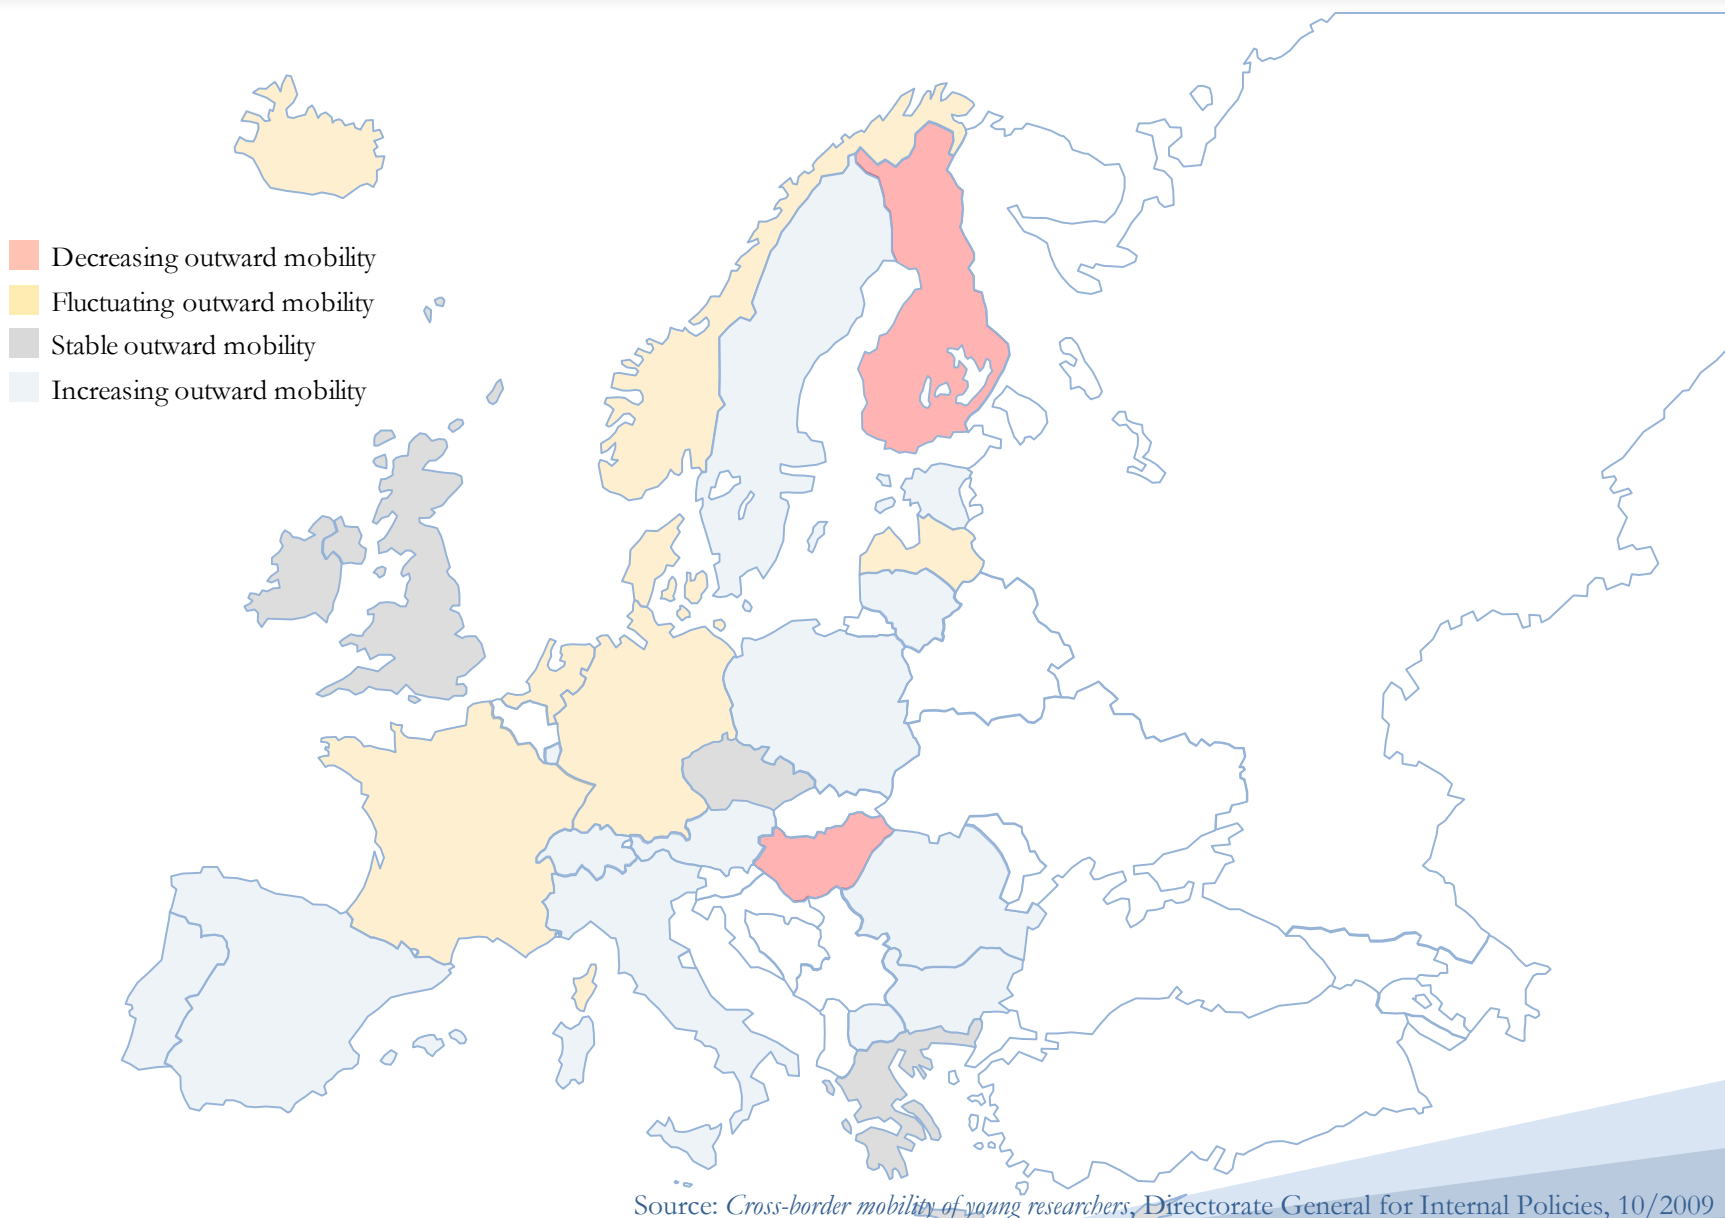 Decreasing outward mobility
Fluctuating outward mobility
Stable outward mobility
Increasing outward mobility
Source: Cross-border mobility of young researchers, Directorate General for Internal Policies, 10/2009